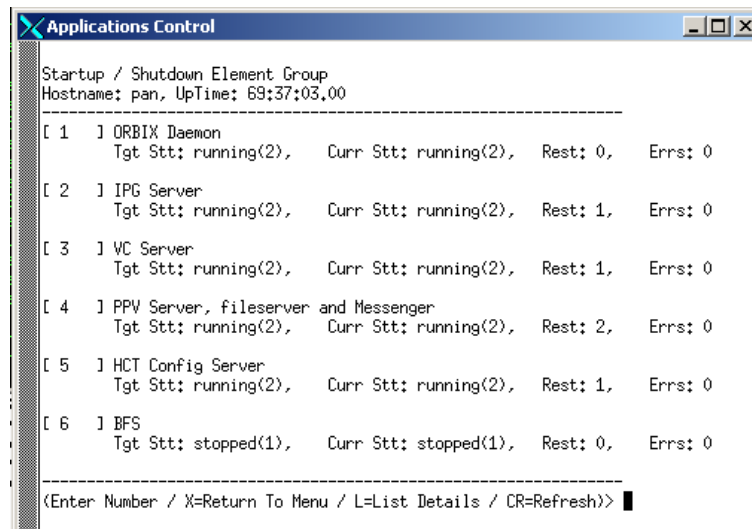 Applications Control
Startup / Shutdown Element Group
Hostname: pan, UpTime: 69:37:03.00
----------------------------------------------------------------
[ 1   ] ORBIX Daemon
Tgt Stt: running(2),    Curr Stt: running(2),   Rest: 0,    Errs: 0
[ 2   ] IPG Server
Tgt Stt: running(2),    Curr Stt: running(2),   Rest: 1,    Errs: 0
[ 3   ] VC Server
Tgt Stt: running(2),    Curr Stt: running(2),   Rest: 1,    Errs: 0
[ 4   ] PPV Server, fileserver and Messenger
Tgt Stt: running(2),    Curr Stt: running(2),   Rest: 2,    Errs: 0
[ 5   ] HCT Config Server
Tgt Stt: running(2),    Curr Stt: running(2),   Rest: 1,    Errs: 0
[ 6   ] BFS
Tgt Stt: stopped(1),    Curr Stt: stopped(1),   Rest: 0,    Errs: 0
----------------------------------------------------------------
(Enter Number / X=Return To Menu / L=List Details / CR=Refresh)>